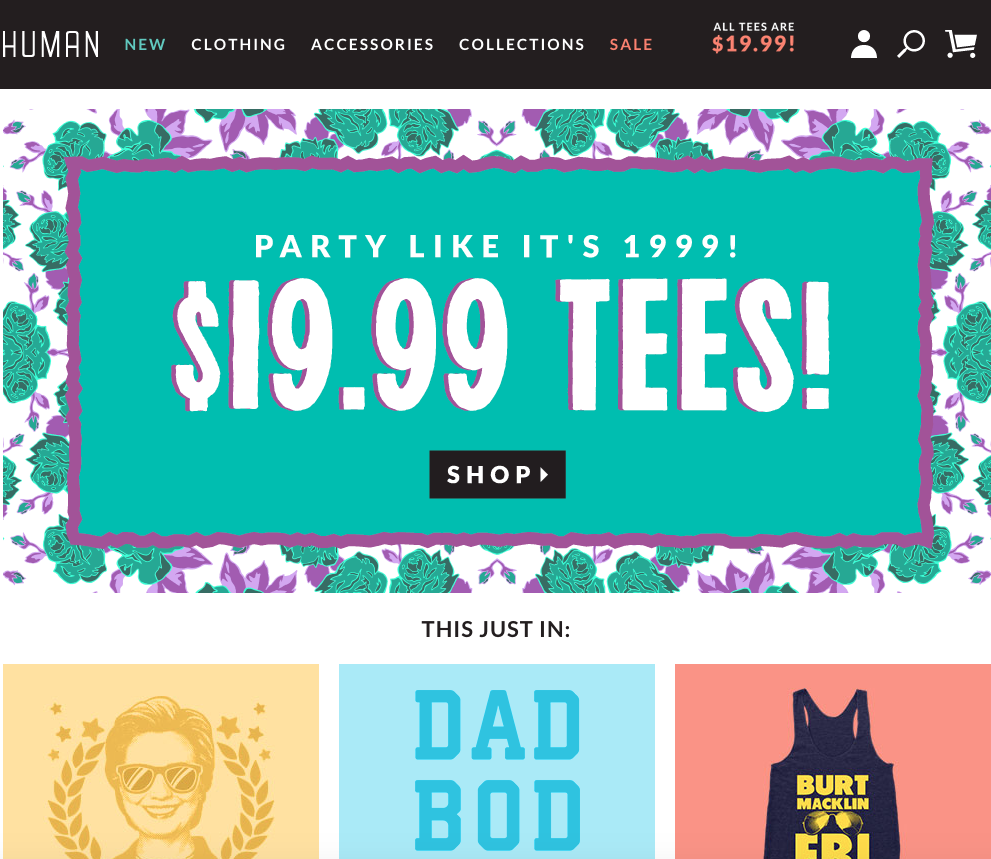 HUMAN
NEW CLOTHING ACCESSORIES COLLECTIONS SALE
ALL TEES ARE
$19.99!
PARTY LIKE IT'S 1999!
$19.99 TEES!
SHOP
THIS JUST IN:
DAD
BOD
BURT
MACKLIN
FBI